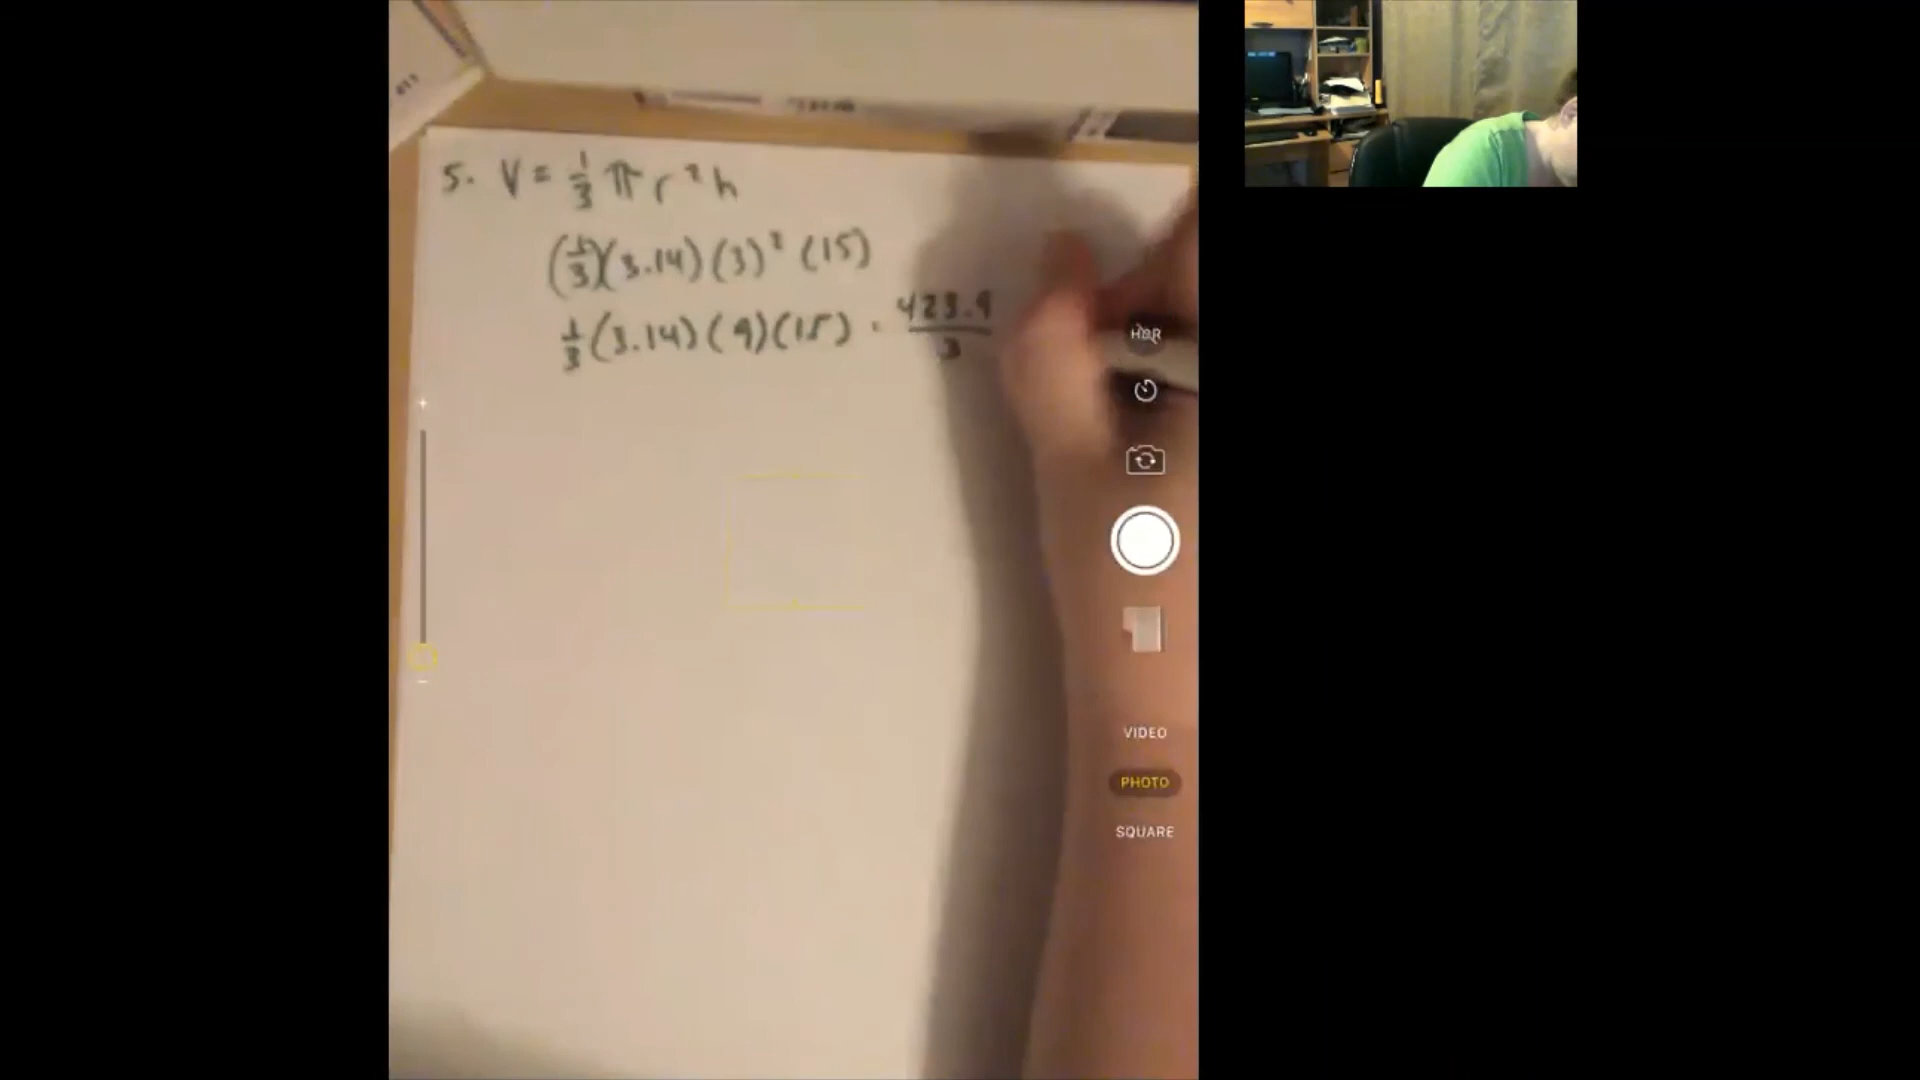 5. V = 1/3 π r² h
(1/3)(3.14)(3)² (15)
1/3(3.14)(9)(15) = 423.9/3
HDR
VIDEO
PHOTO
SQUARE